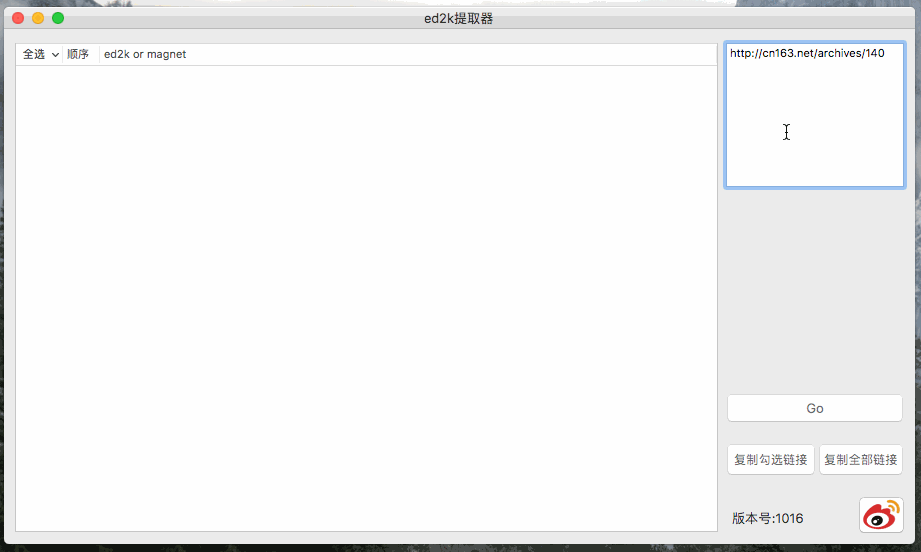 ed2k提取器
全选 顺序 ed2k or magnet
http://cn163.net/archives/140
Go
复制勾选链接 复制全部链接
版本号:1016